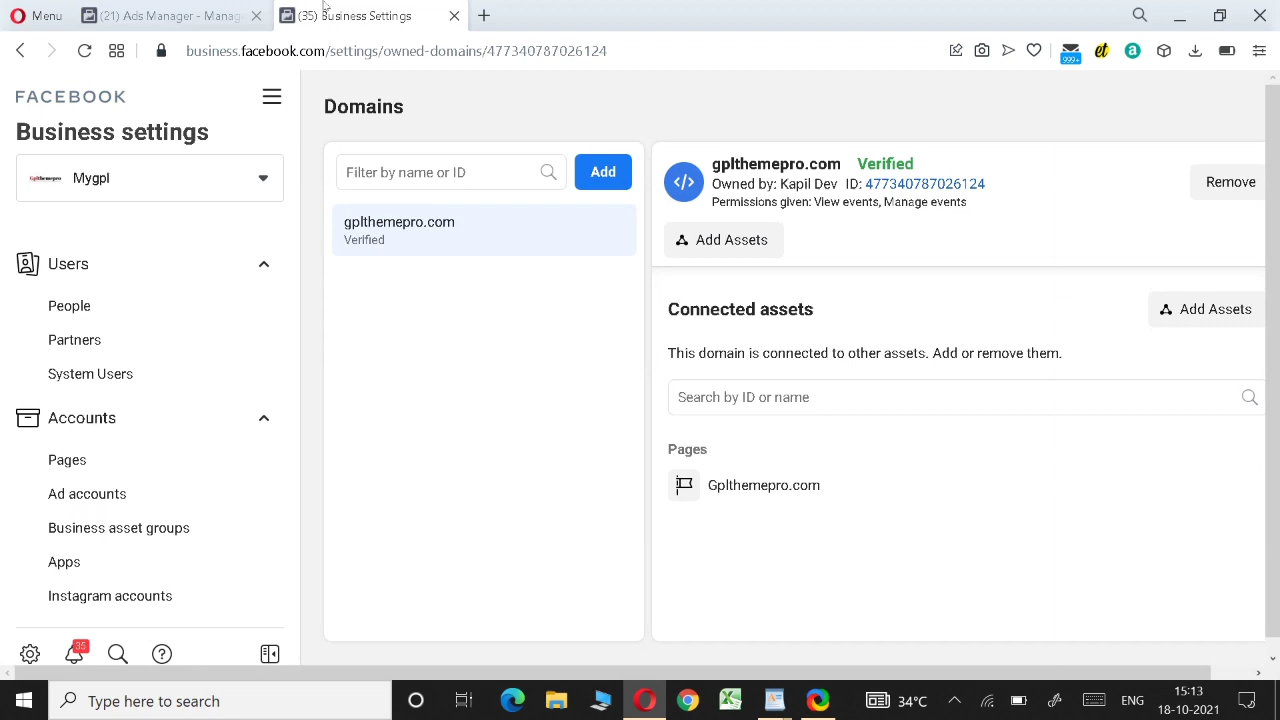 Menu
(21) Ads Manager - Manag
(35) Business Settings
business.facebook.com/settings/owned-domains/477340787026124
999+
et
a
FACEBOOK
Business settings
Mygpl
Users
People
Partners
System Users
Accounts
Pages
Ad accounts
Business asset groups
Apps
Instagram accounts
35
Domains
Filter by name or ID
Add
gplthemepro.com
Verified
gplthemepro.com Verified
Owned by: Kapil Dev ID: 477340787026124
Permissions given: View events, Manage events
Remove
Add Assets
Connected assets
Add Assets
This domain is connected to other assets. Add or remove them.
Search by ID or name
Pages
Gplthemepro.com
Type here to search
34°C
ENG
15:13
18-10-2021